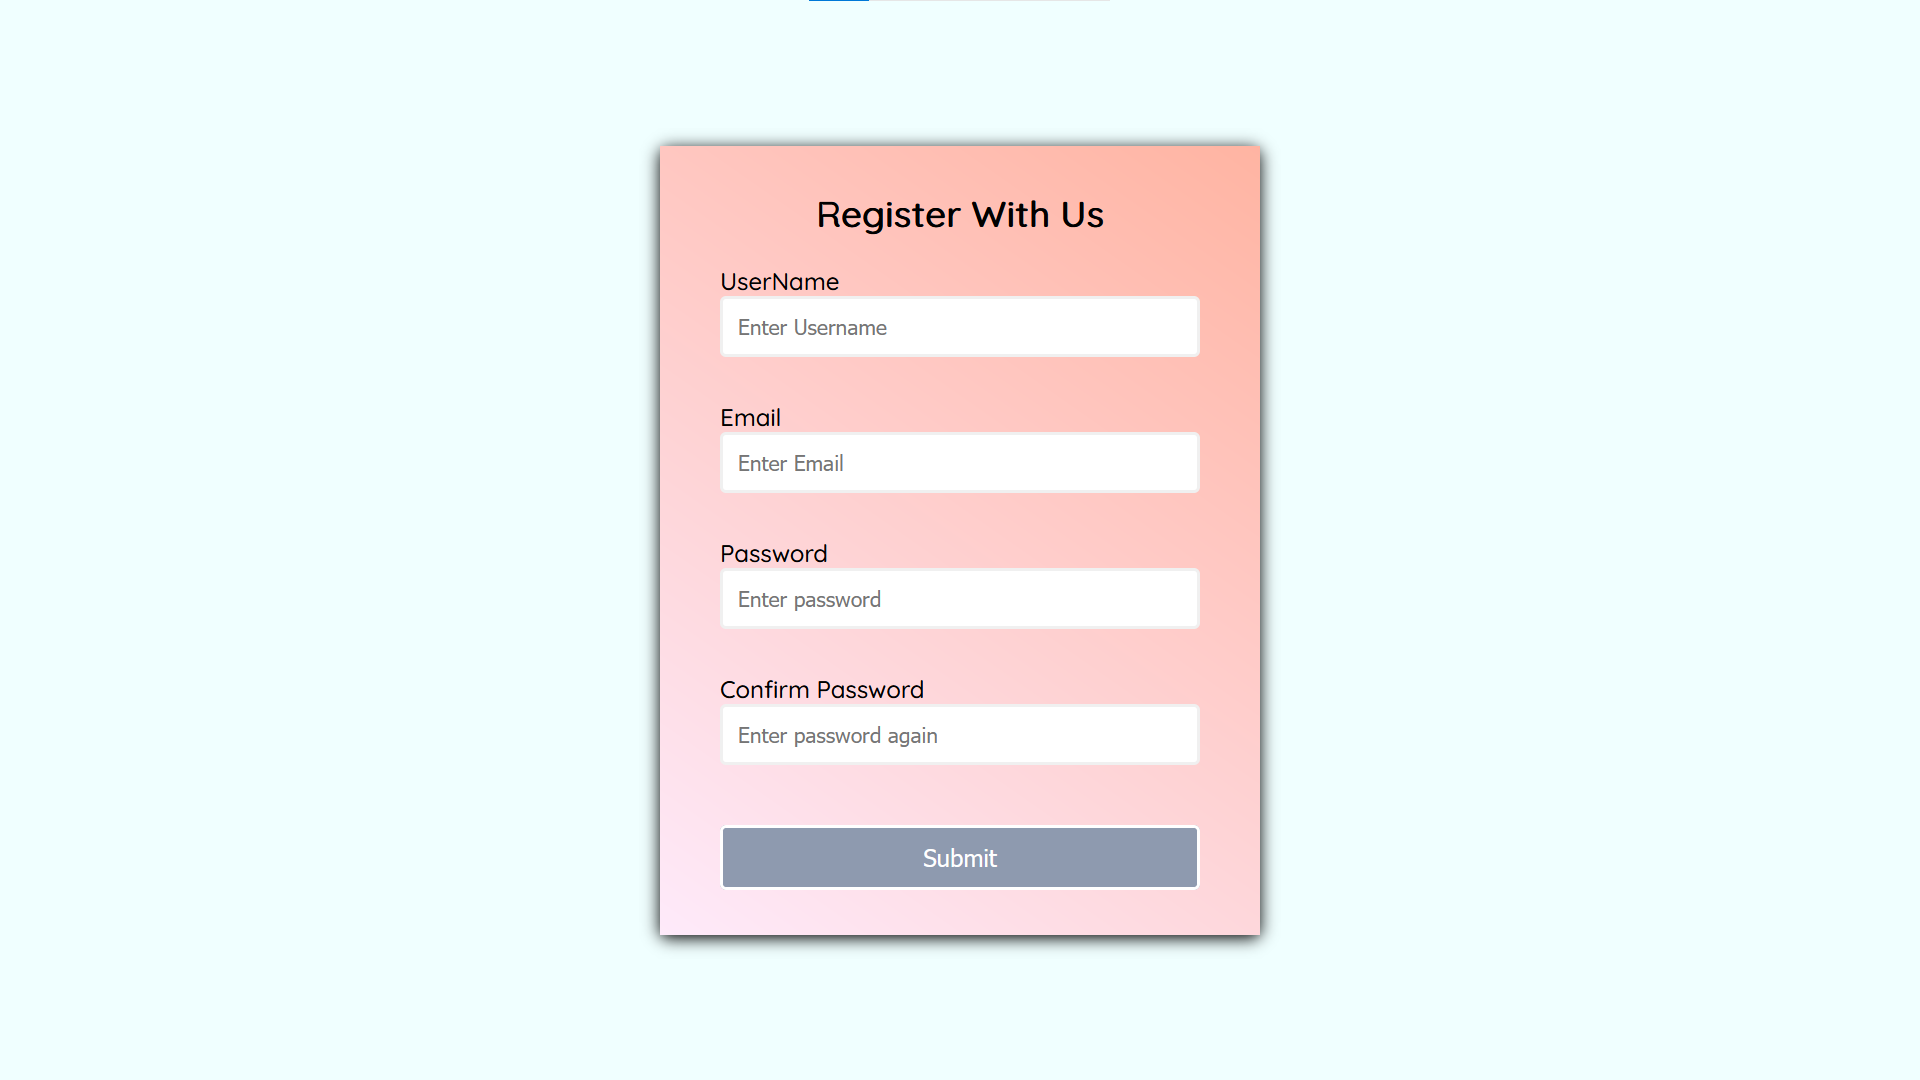 Register With Us
UserName
Enter Username
Email
Enter Email
Password
Enter password
Confirm Password
Enter password again
Submit